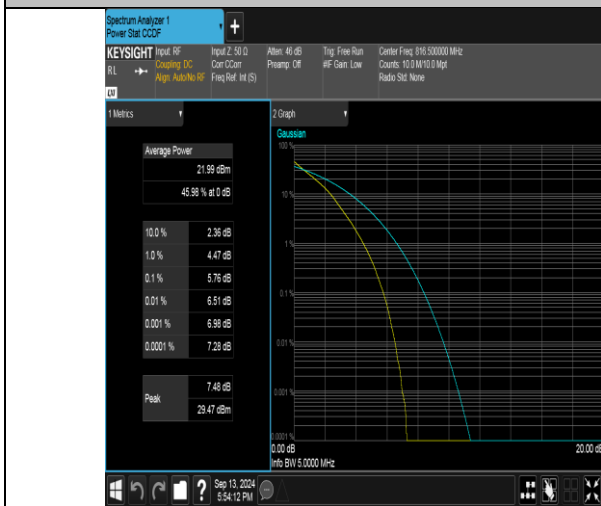 Spectrum Analyzer 1
Power Stat CCDF
+
KEYSIGHT Input: RF Input Z: 50 Ω Atten: 46 dB Trig: Free Run Center Freq: 816.500000 MHz
RL Coupling: DC Corr CCorr Preamp: Off #IF Gain: Low Counts: 10.0 M/10.0 Mpt
Align: Auto/No RF Freq Ref: Int (S) Radio Std: None
1 Metrics
2 Graph
Gaussian
Average Power
21.99 dBm
45.98 % at 0 dB
10.0 % 2.36 dB
1.0 % 4.47 dB
0.1 % 5.76 dB
0.01 % 6.51 dB
0.001 % 6.98 dB
0.0001 % 7.28 dB
Peak 7.48 dB
29.47 dBm
100 %
10 %
1 %
0.1 %
0.01 %
0.001 %
0.0001 %
0.00 dB 20.00 dB
Info BW 5.0000 MHz
?
Sep 13, 2024
5:54:12 PM